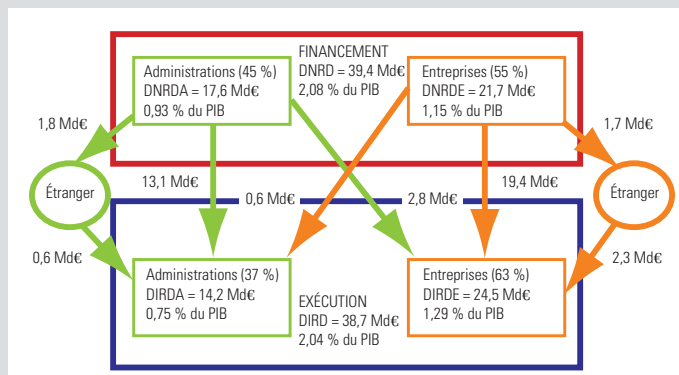 FINANCEMENT
DNRD = 39,4 Md€
2,08 % du PIB
Administrations (45 %)
DNRDA = 17,6 Md€
0,93 % du PIB
Entreprises (55 %)
DNRDE = 21,7 Md€
1,15 % du PIB
1,8 Md€
1,7 Md€
Étranger
13,1 Md€
0,6 Md€
2,8 Md€
19,4 Md€
Étranger
0,6 Md€
2,3 Md€
Administrations (37 %)
DIRDA = 14,2 Md€
0,75 % du PIB
EXÉCUTION
DIRD = 38,7 Md€
2,04 % du PIB
Entreprises (63 %)
DIRDE = 24,5 Md€
1,29 % du PIB